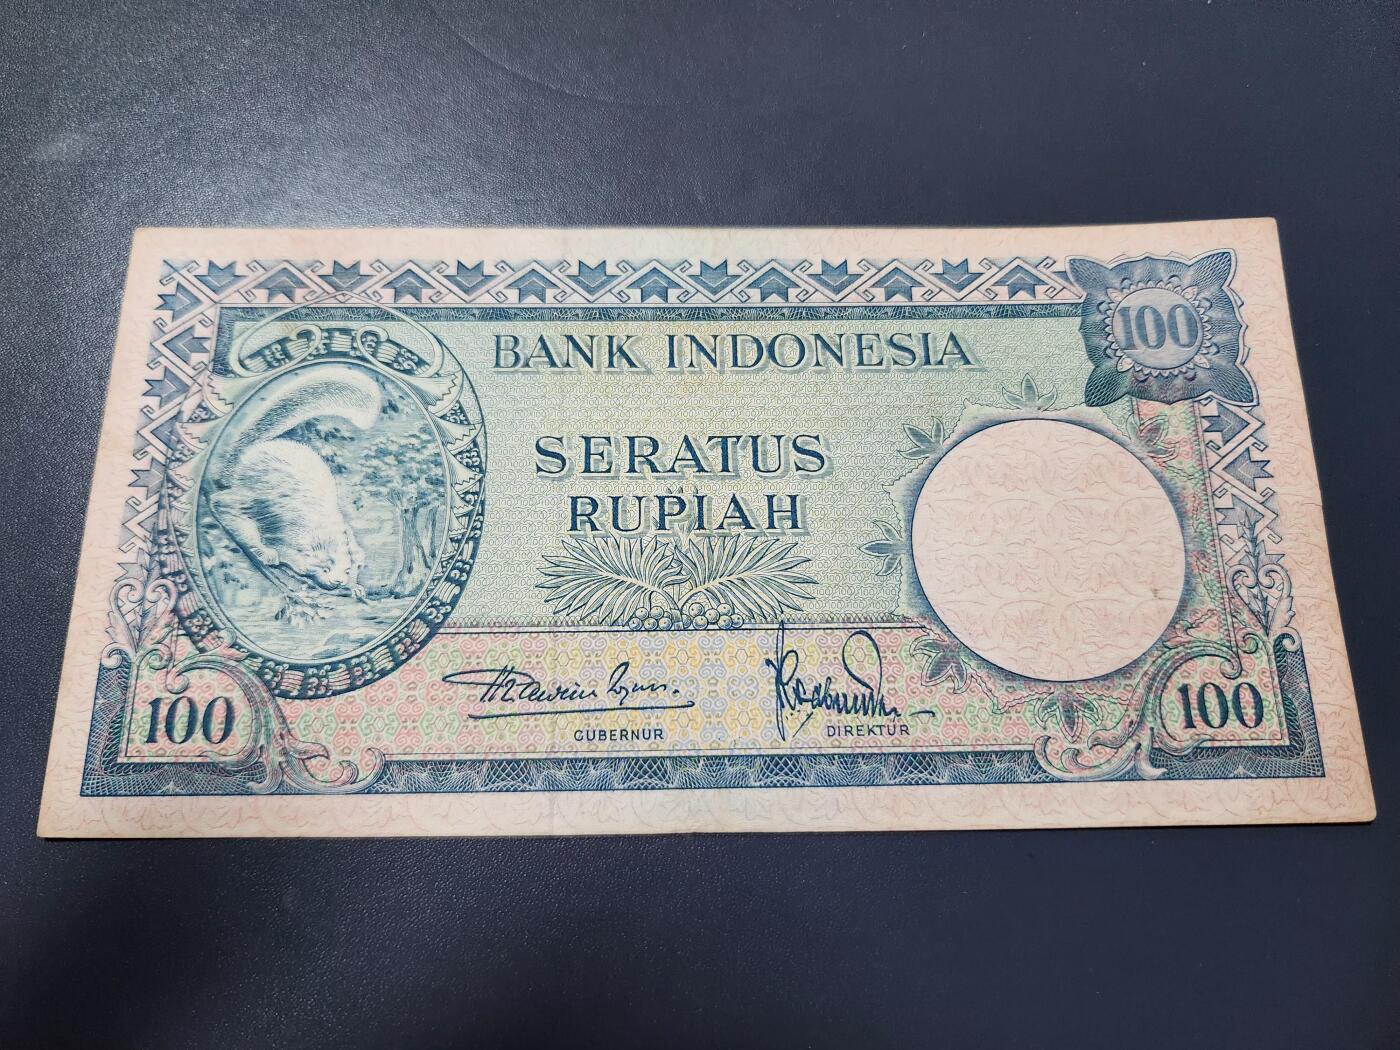 100
BANK INDONESIA
SERATUS
RUPIAH
GUBERNUR
DIREKTUR
100
100